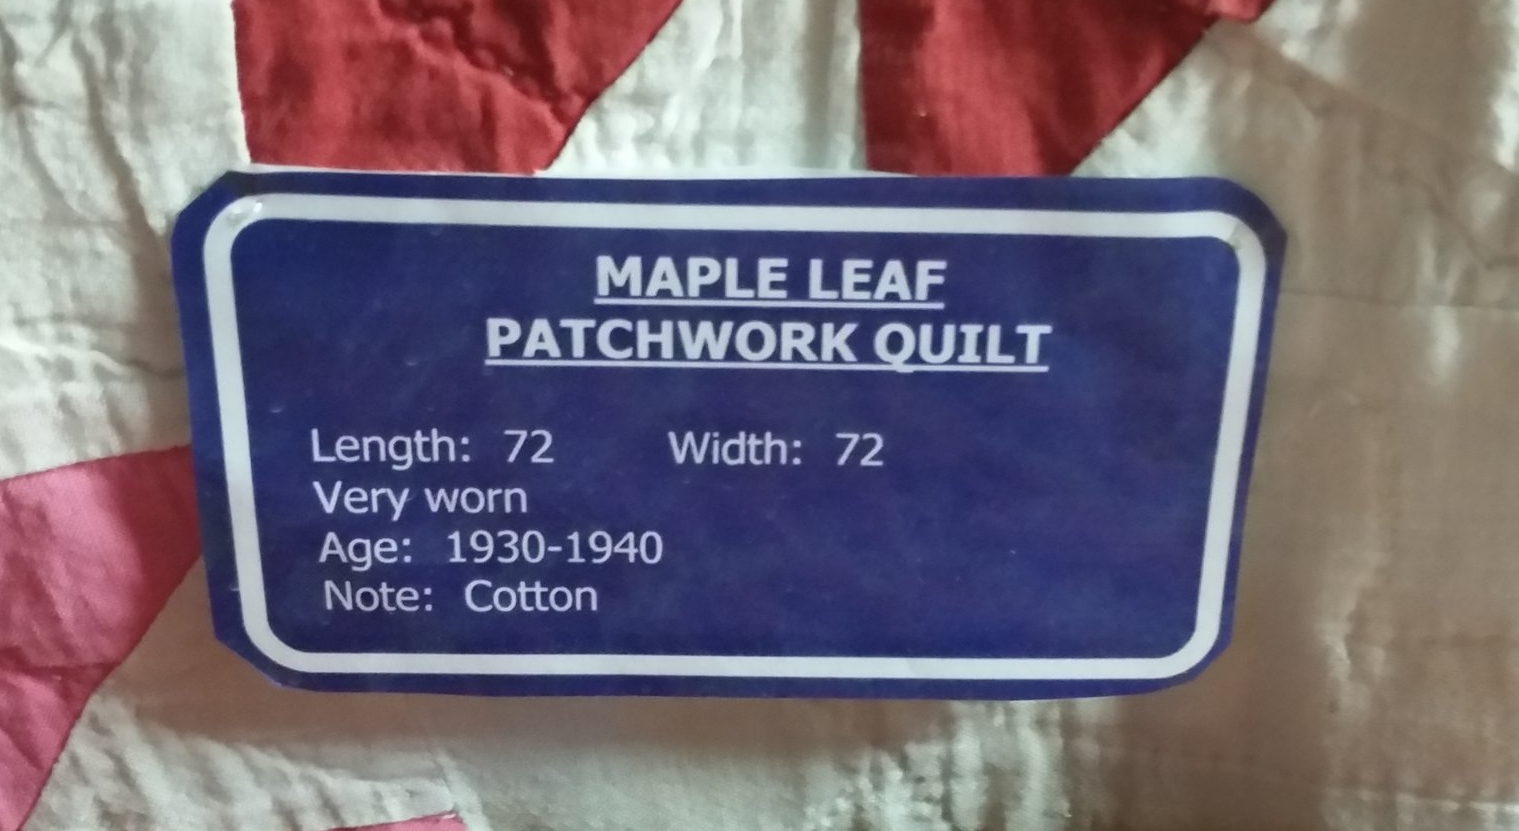 MAPLE LEAF
PATCHWORK QUILT
Length: 72 Width: 72
Very worn
Age: 1930-1940
Note: Cotton